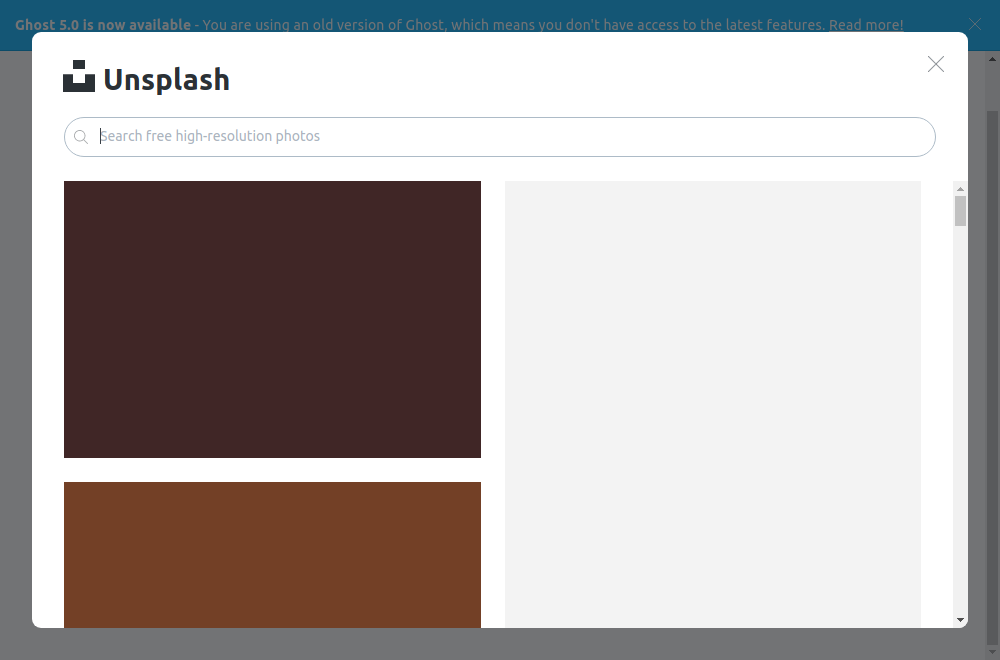 Ghost 5.0 is now available - You are using an old version of Ghost, which means you don't have access to the latest features. Read more!
Unsplash
Search free high-resolution photos